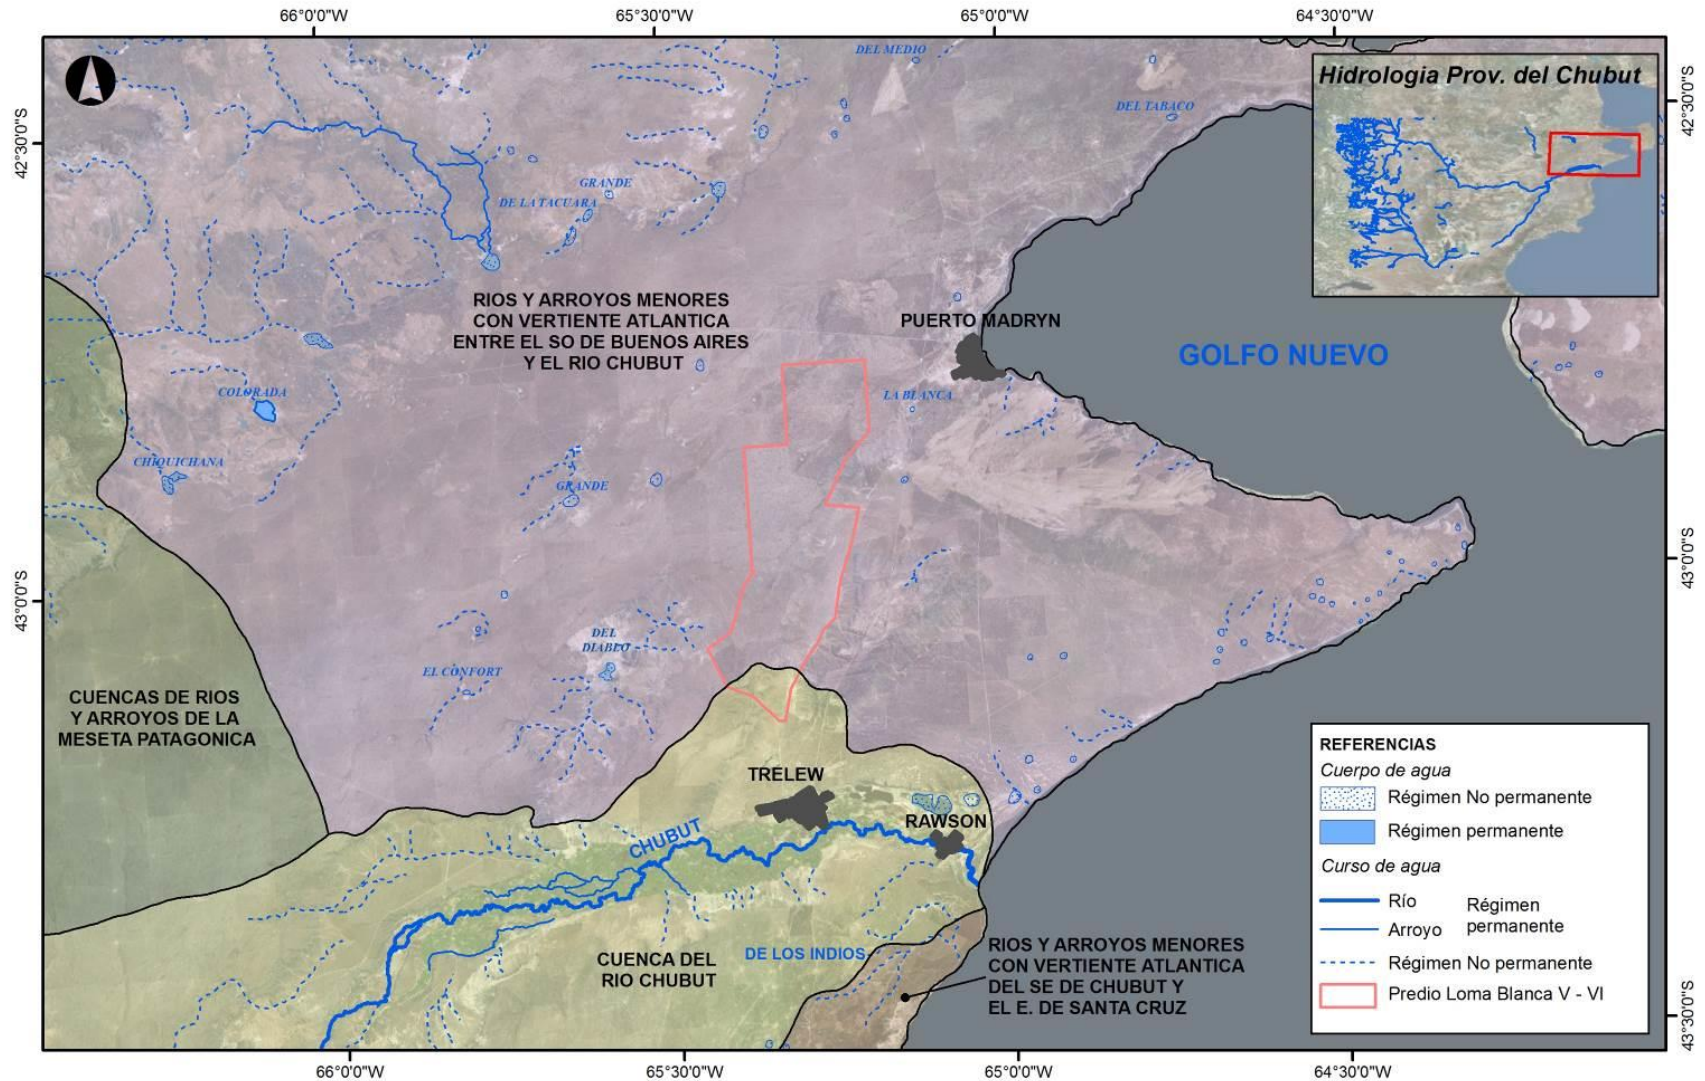 66°0'0"W
65°30'0"W
65°0'0"W
64°30'0"W
42°30'0"S
43°0'0"S
42°30'0"S
43°0'0"S
43°30'0"S
66°0'0"W
65°30'0"W
65°0'0"W
64°30'0"W
Hidrologia Prov. del Chubut
DEL MEDIO
DEL TABACO
GRANDE
DE LA TACUARA
RIOS Y ARROYOS MENORES
CON VERTIENTE ATLANTICA
ENTRE EL SO DE BUENOS AIRES
Y EL RIO CHUBUT
PUERTO MADRYN
GOLFO NUEVO
COLORADA
LA BLANCA
CHIQUICHANA
GRANDE
DEL
DIABLO
EL CONFORT
CUENCAS DE RIOS
Y ARROYOS DE LA
MESETA PATAGONICA
TRELEW
RAWSON
CHUBUT
CUENCA DEL
RIO CHUBUT
DE LOS INDIOS
RIOS Y ARROYOS MENORES
CON VERTIENTE ATLANTICA
DEL SE DE CHUBUT Y
EL E. DE SANTA CRUZ
REFERENCIAS
Cuerpo de agua
Régimen No permanente
Régimen permanente
Curso de agua
Río
Arroyo
Régimen
permanente
Régimen No permanente
Predio Loma Blanca V - VI